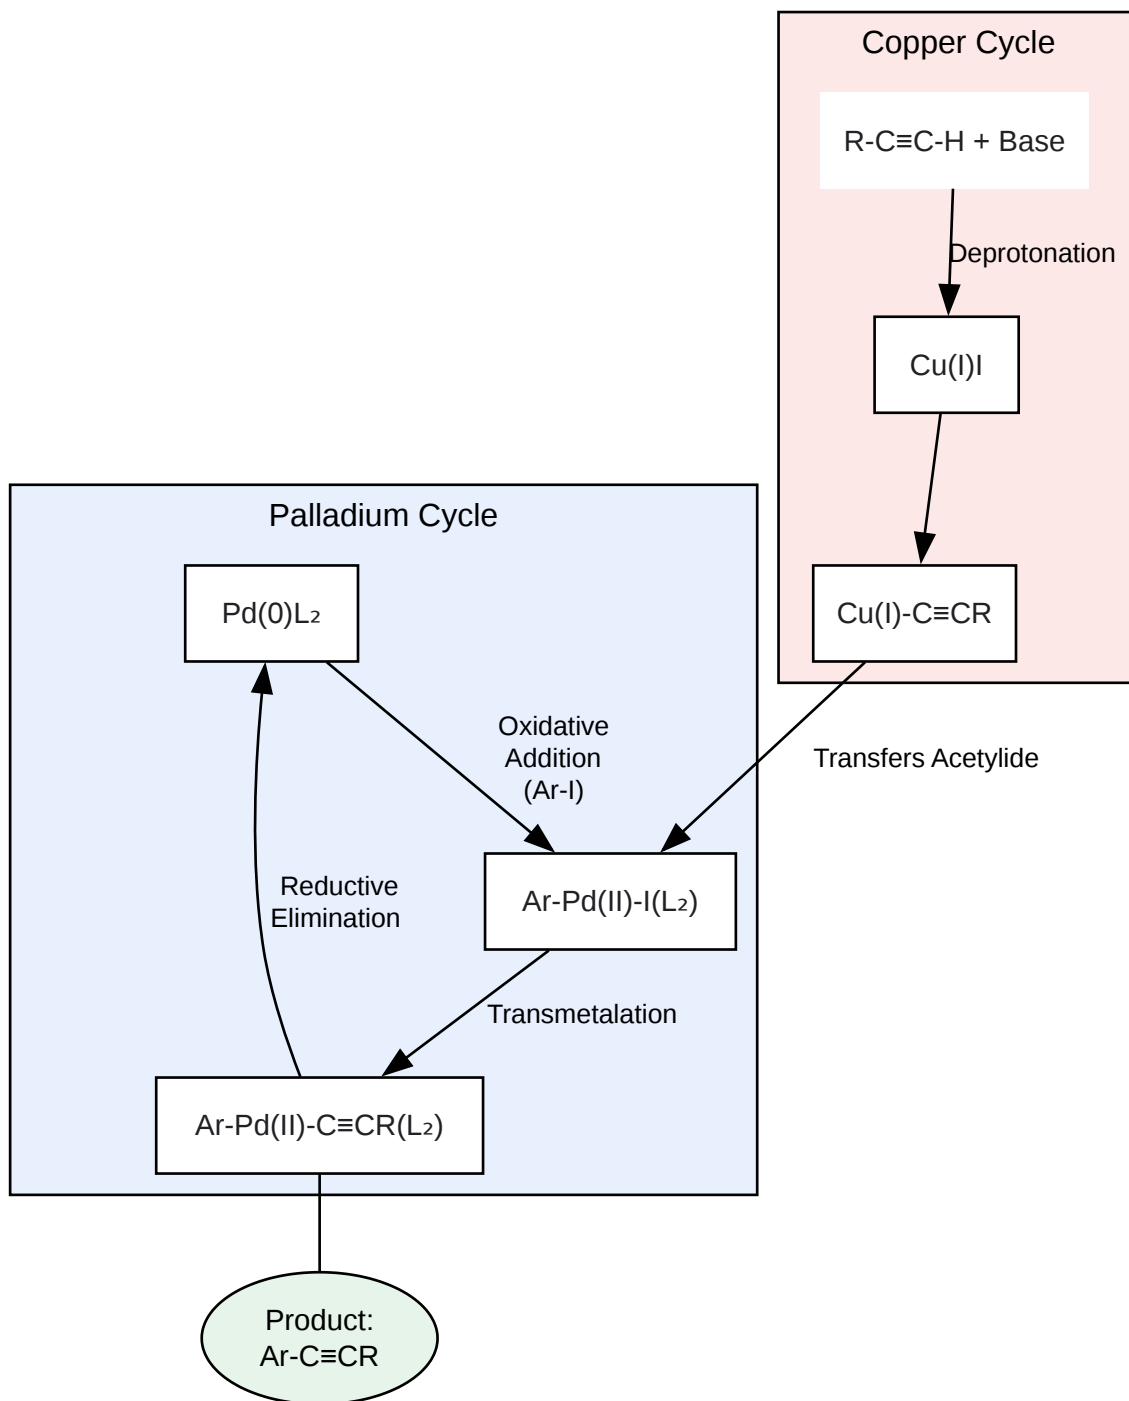 Copper Cycle
R-C≡C-H + Base
Deprotonation
Cu(I)I
Palladium Cycle
Pd(0)L₂
Cu(I)-C≡CR
Oxidative
Addition
(Ar-I)
Transfers Acetylide
Reductive
Elimination
Ar-Pd(II)-I(L₂)
Transmetalation
Ar-Pd(II)-C≡CR(L₂)
Product:
Ar-C≡CR